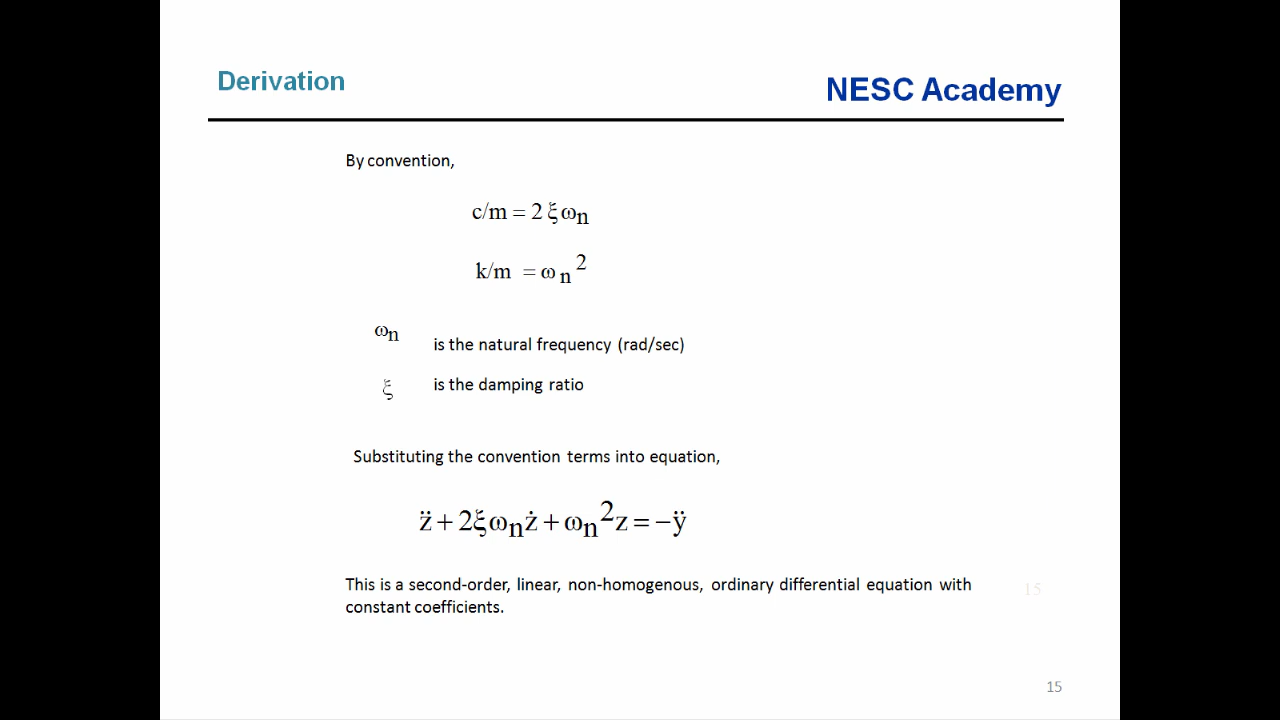 Derivation
NESC Academy
By convention,
c/m = 2 ξ ωn
k/m = ω n 2
ωn is the natural frequency (rad/sec)
ξ is the damping ratio
Substituting the convention terms into equation,
z̈ + 2ξωnż + ωn2z = −ÿ
This is a second-order, linear, non-homogenous, ordinary differential equation with
constant coefficients.
15
15